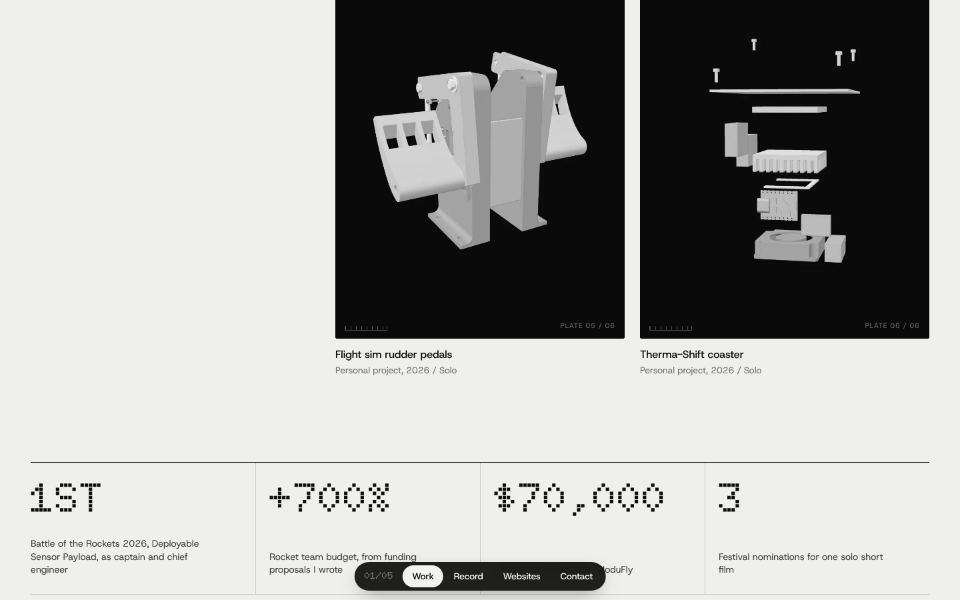 PLATE 05 / 06
PLATE 06 / 06
Flight sim rudder pedals
Personal project, 2026 / Solo
Therma-Shift coaster
Personal project, 2026 / Solo
1ST
Battle of the Rockets 2026, Deployable
Sensor Payload, as captain and chief
engineer
+700%
Rocket team budget, from funding
proposals I wrote
$70,000
3
Festival nominations for one solo short
film
01/05
Work
Record
Websites
Contact